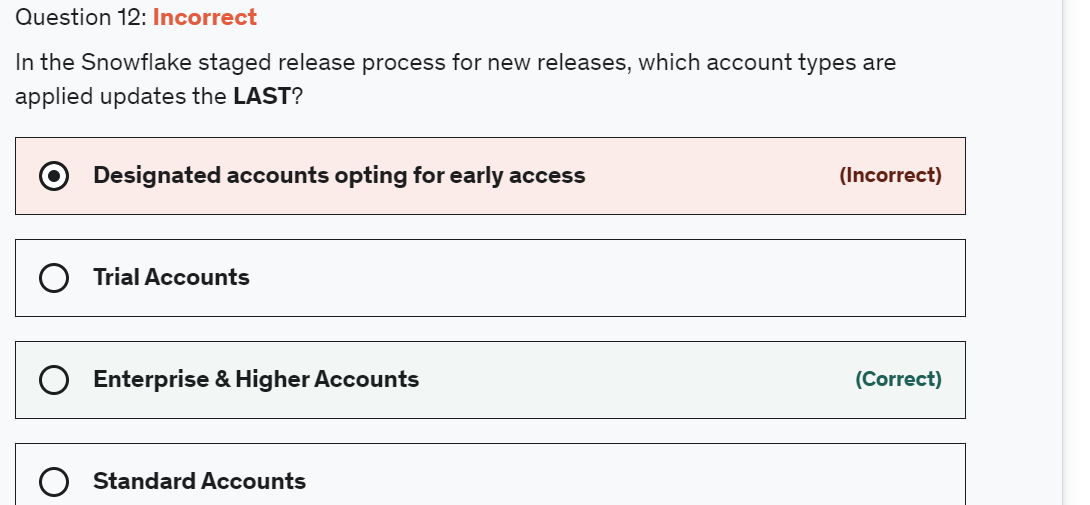 Question 12: Incorrect
In the Snowflake staged release process for new releases, which account types are
applied updates the LAST?
Designated accounts opting for early access (Incorrect)
Trial Accounts
Enterprise & Higher Accounts (Correct)
Standard Accounts